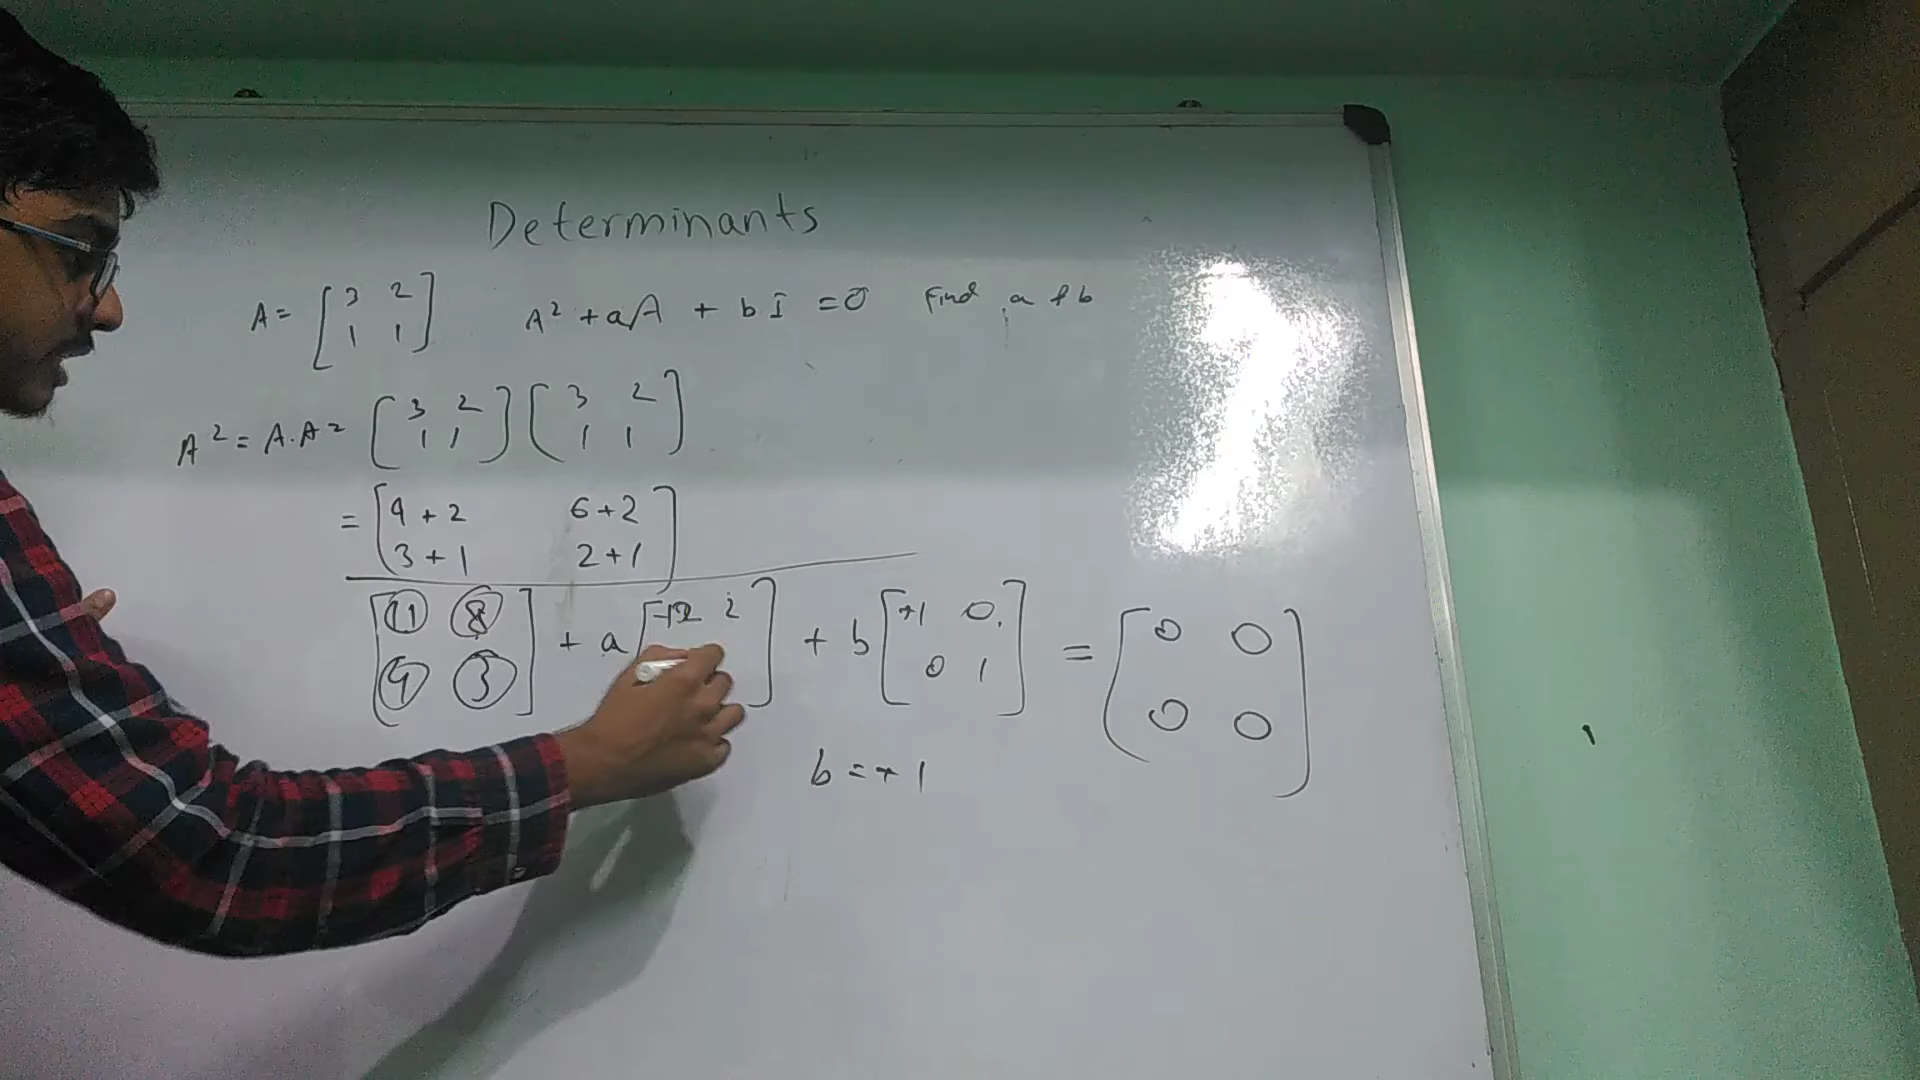 Determinants
A = [3 2 1 1] A² + aA + bI = 0 Find a & b
A² = A.A = [3 2 1 1] [3 2 1 1]
= [9 + 2 6 + 2 3 + 1 2 + 1]
[11 8 4 3] + a [-12 2] + b [+1 0 0 1] = [0 0 0 0]
b = + 1